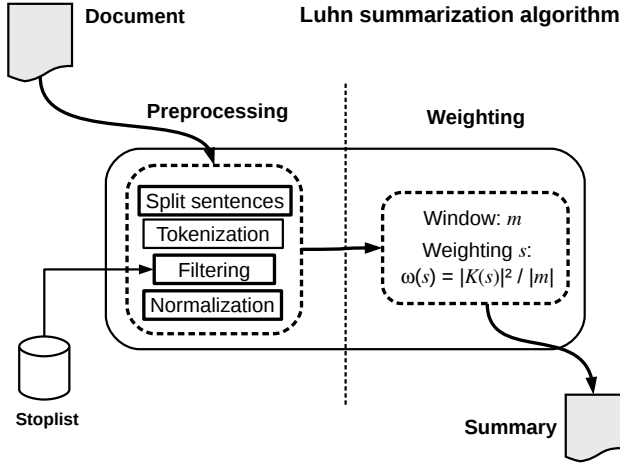 Document
Luhn summarization algorithm
Preprocessing
Weighting
Split sentences
Tokenization
Filtering
Normalization
Window: m
Weighting s:
ω(s) = |K(s)|² / |m|
Stoplist
Summary